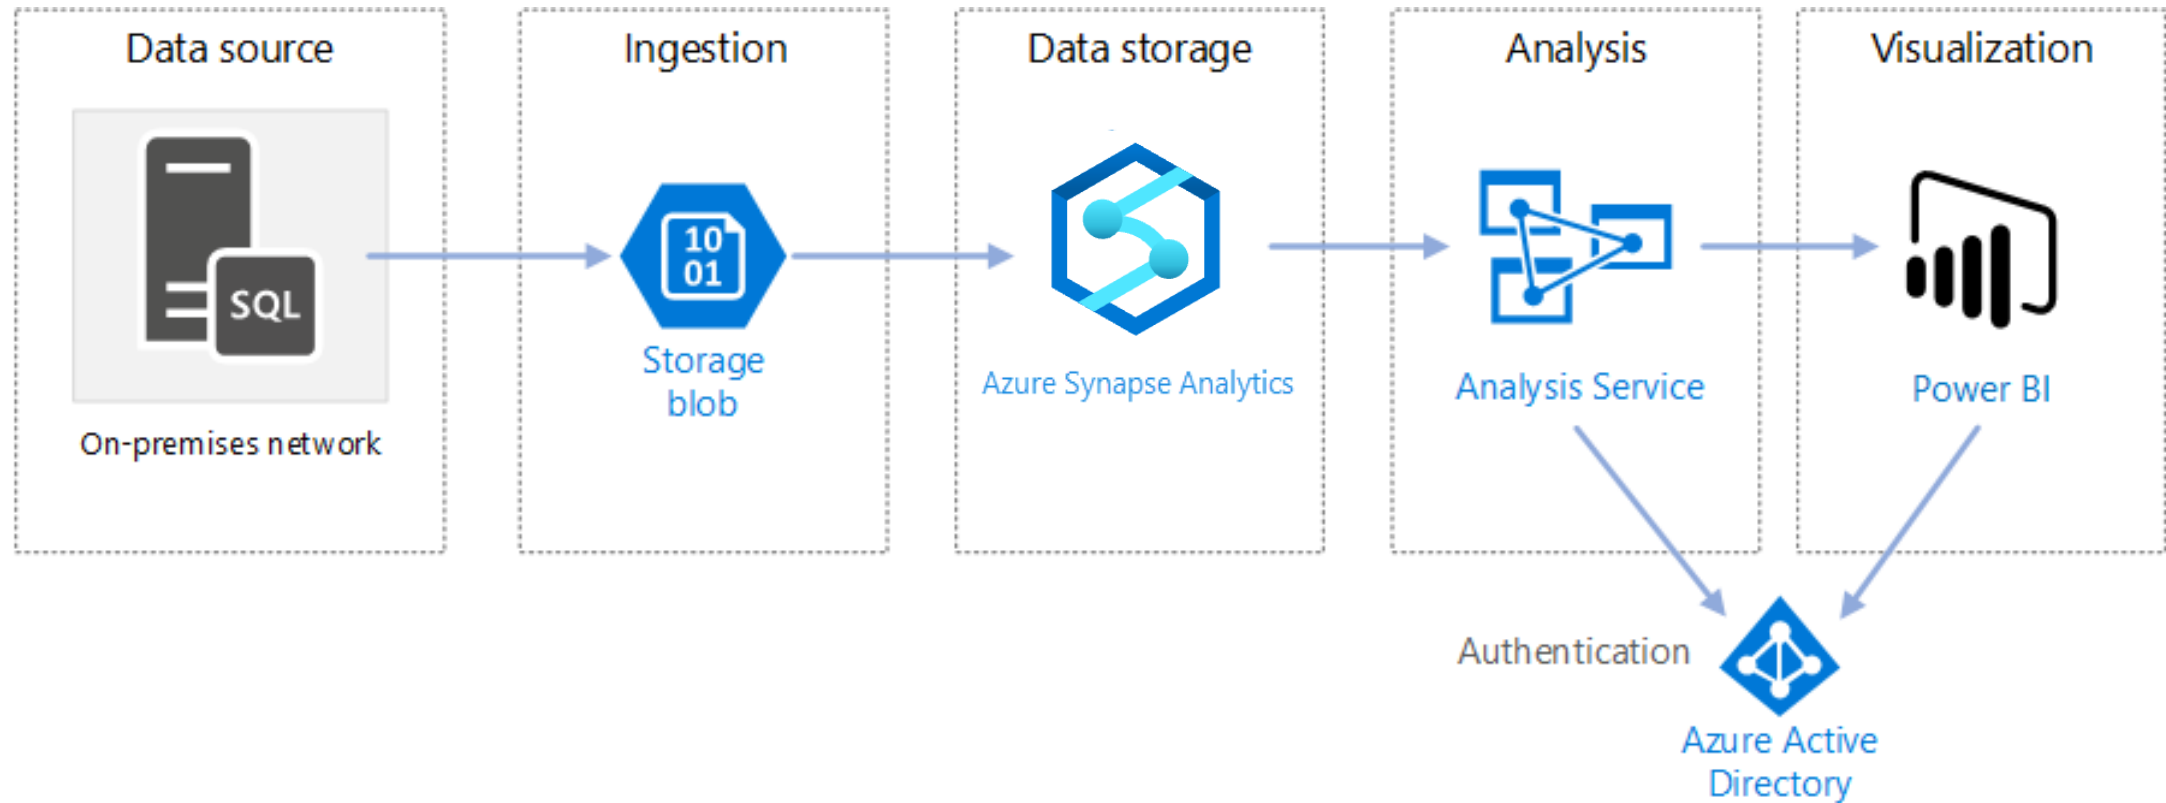 Data source
Ingestion
Data storage
Analysis
Visualization
SQL
10
01
Storage
blob
Azure Synapse Analytics
Analysis Service
Power BI
On-premises network
Authentication
Azure Active
Directory